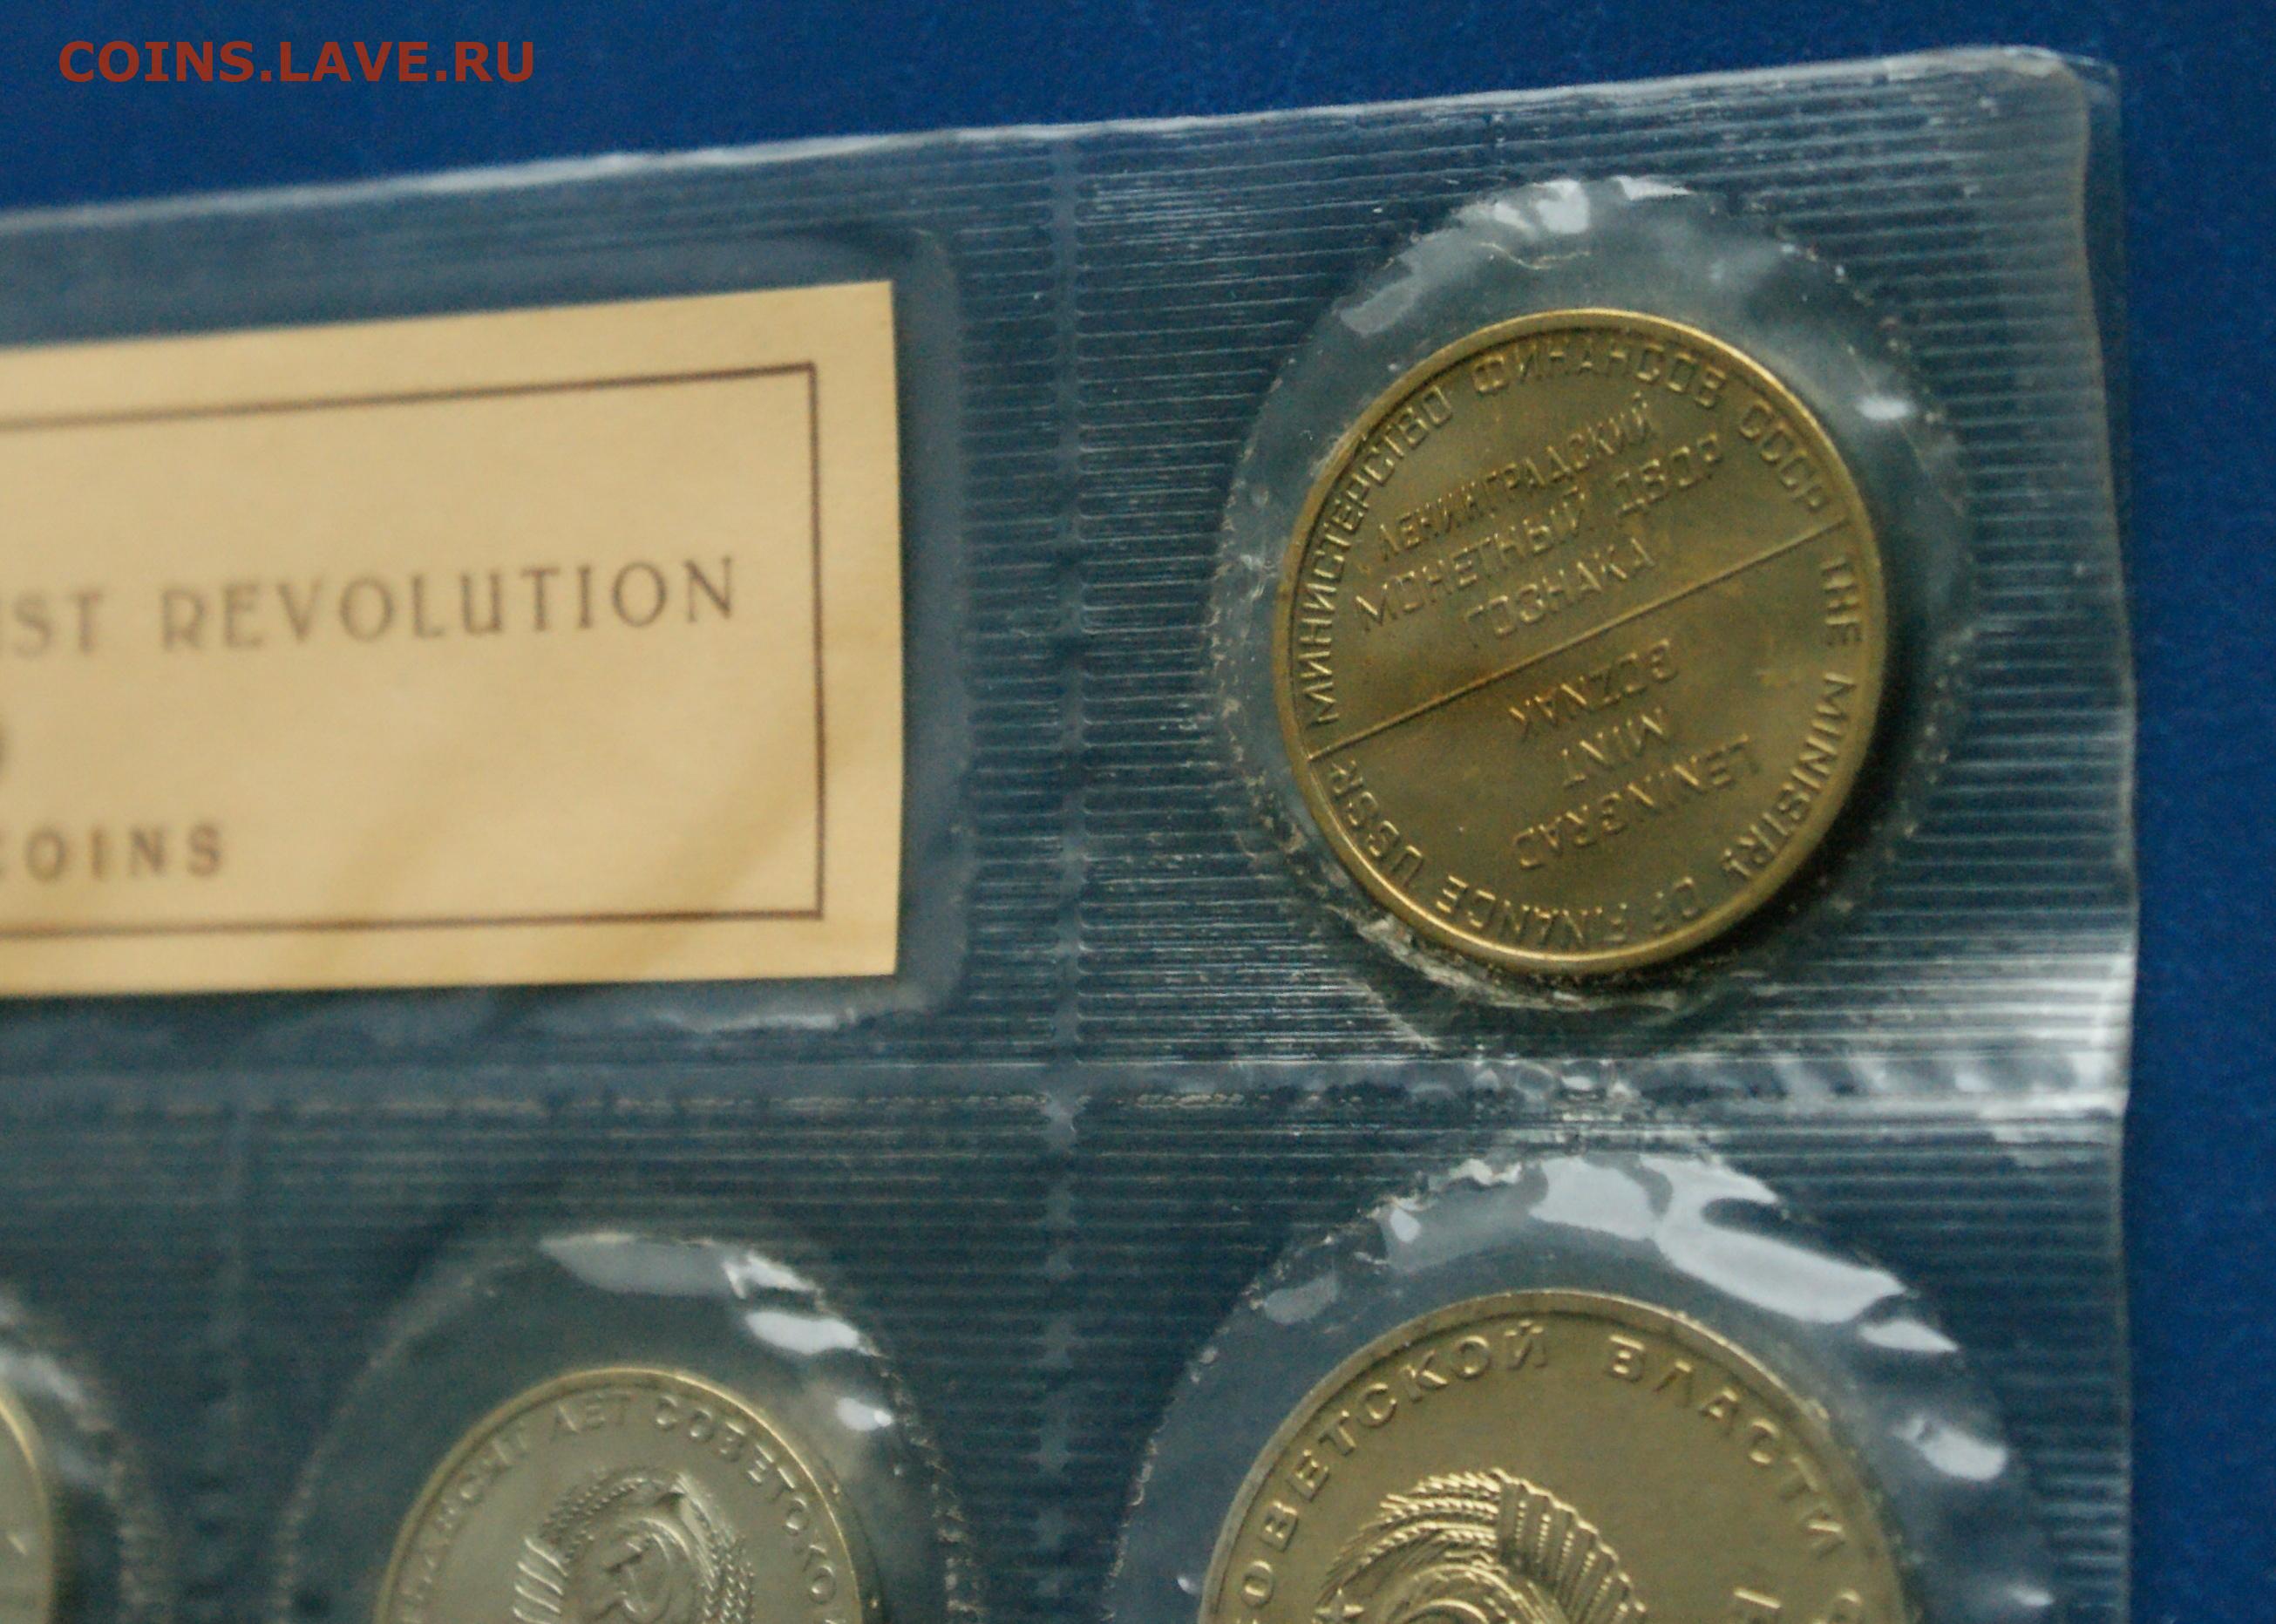 COINS.LAVE.RU
IST REVOLUTION
COINS
МИНИСТЕРСТВО ФИНАНСОВ СССР
ЛЕНИНГРАДСКИЙ
МОНЕТНЫЙ ДВОР
ГОЗНАКА
THE MINISTRY OF FINANCE USSR
LENINGRAD
MINT
GOZNAK
ЛЕТ СОВЕТСКО
СОВЕТСКОЙ ВЛАСТИ